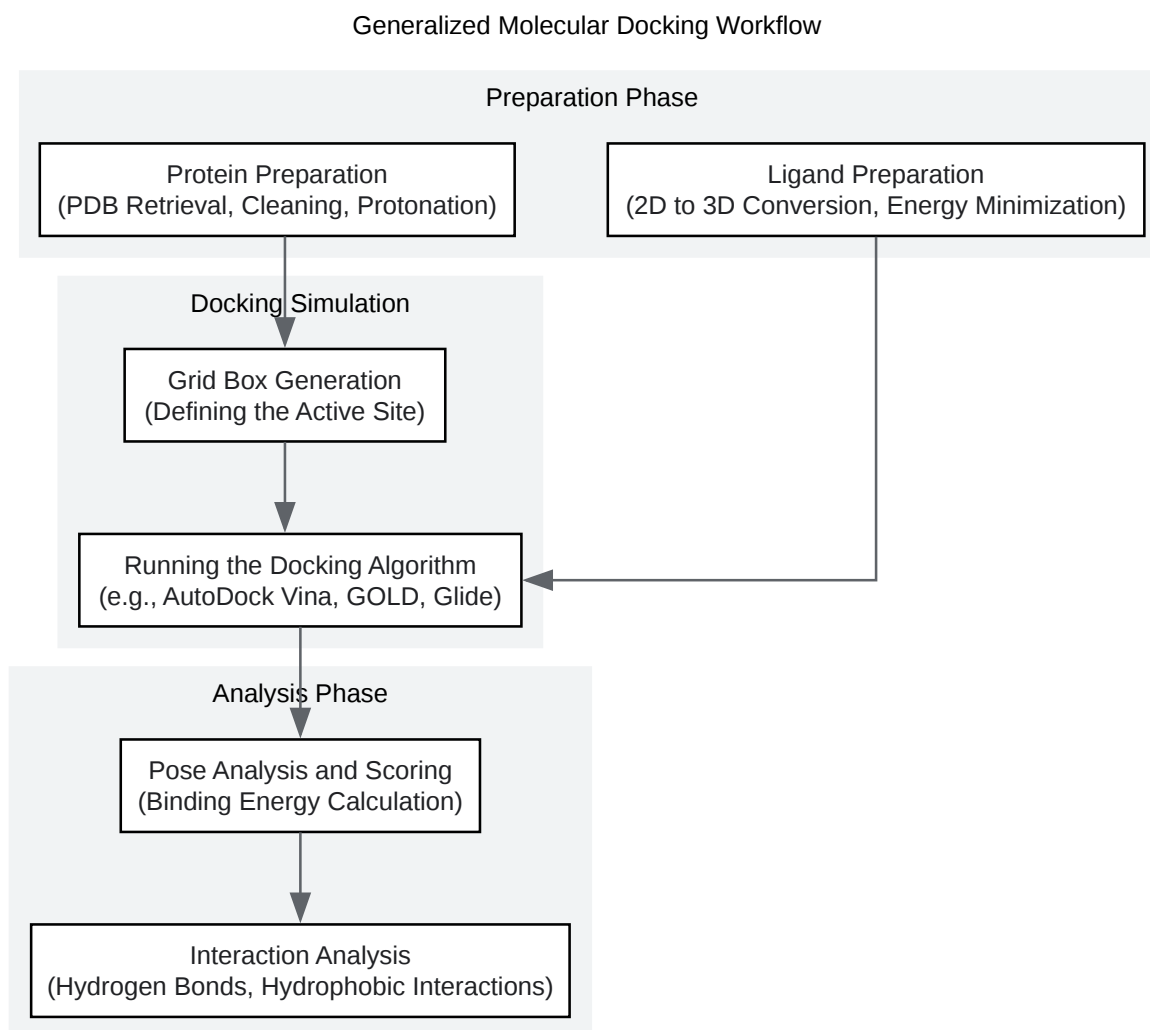 Generalized Molecular Docking Workflow
Preparation Phase
Protein Preparation
(PDB Retrieval, Cleaning, Protonation)
Ligand Preparation
(2D to 3D Conversion, Energy Minimization)
Docking Simulation
Grid Box Generation
(Defining the Active Site)
Running the Docking Algorithm
(e.g., AutoDock Vina, GOLD, Glide)
Analysis Phase
Pose Analysis and Scoring
(Binding Energy Calculation)
Interaction Analysis
(Hydrogen Bonds, Hydrophobic Interactions)